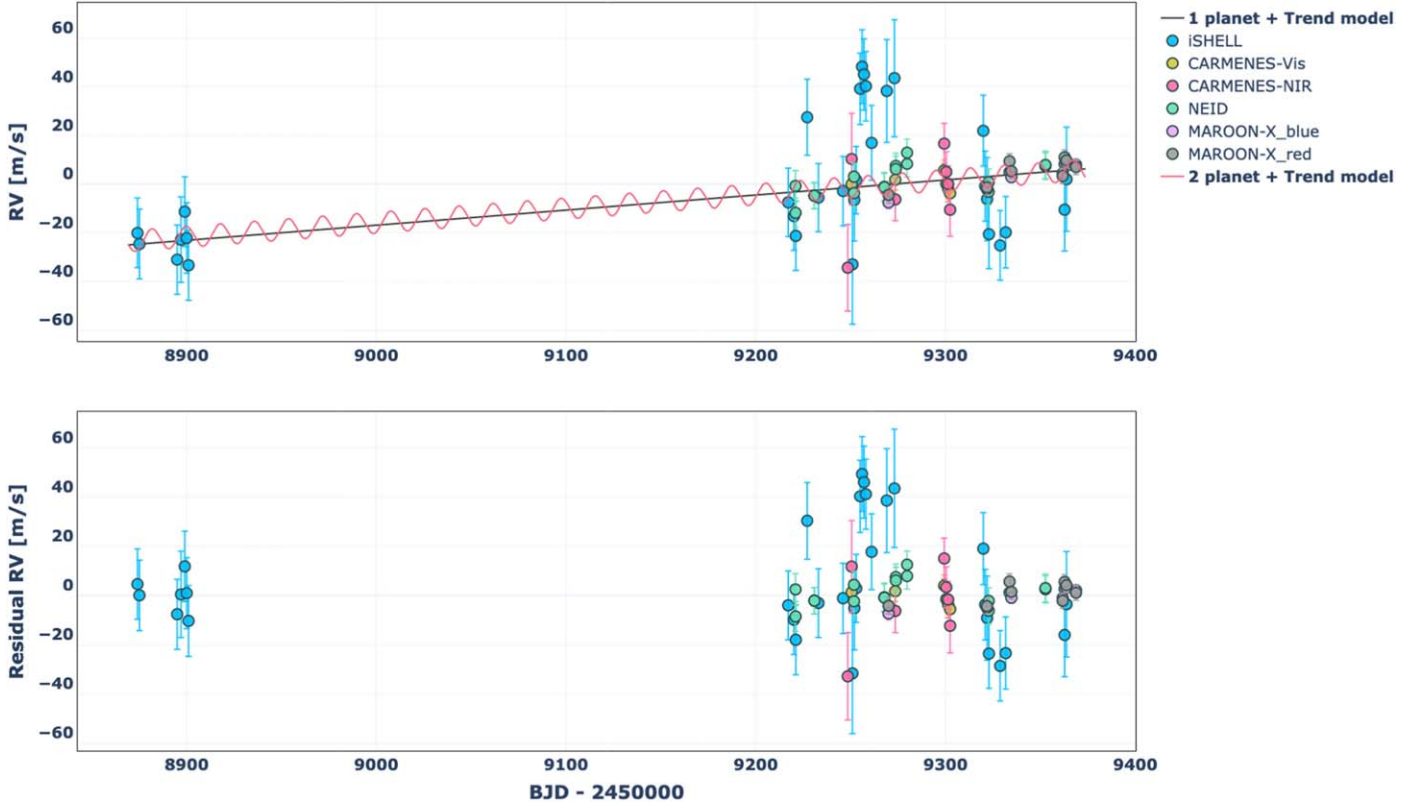 RV [m/s]
60
40
20
0
−20
−40
−60
8900
9000
9100
9200
9300
9400
1 planet + Trend model
iSHELL
CARMENES-Vis
CARMENES-NIR
NEID
MAROON-X_blue
MAROON-X_red
2 planet + Trend model
Residual RV [m/s]
60
40
20
0
−20
−40
−60
8900
9000
9100
9200
9300
9400
BJD - 2450000